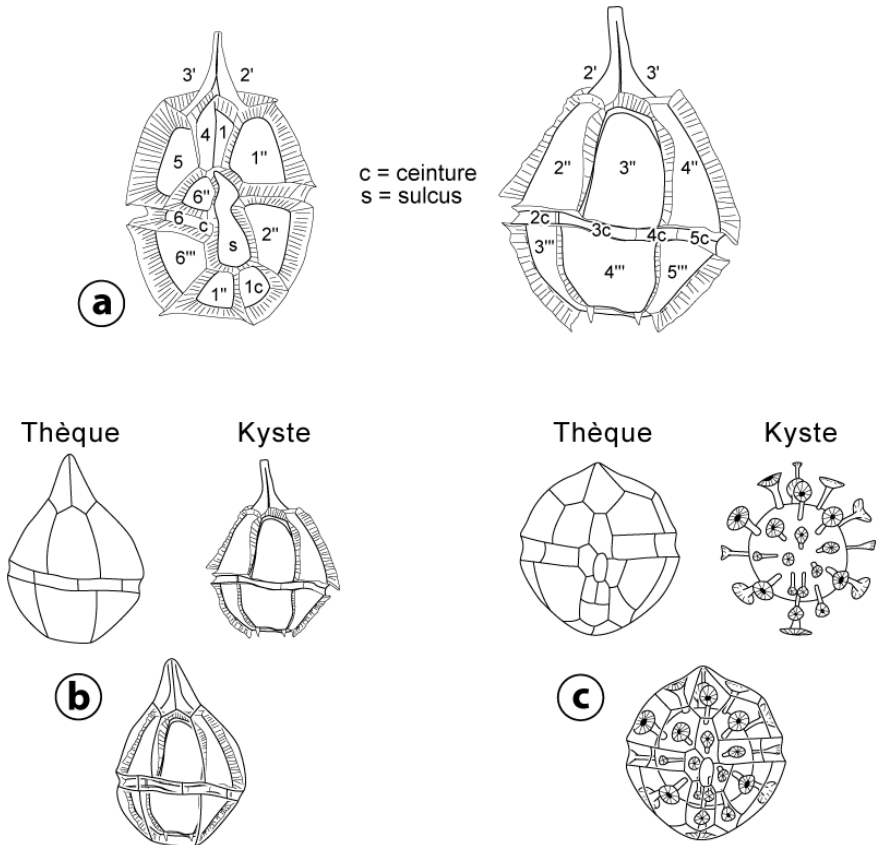 3' 2'
4 1
5 1''
6''
6 c
6''' s 2''
1'' 1c
a
c = ceinture
s = sulcus
2' 3'
2'' 3'' 4''
2c 3c 4c 5c
3''' 4''' 5'''
Thèque Kyste
b
Thèque Kyste
c